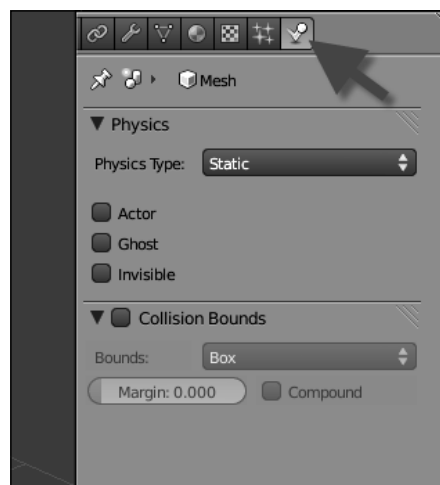 Mesh
Physics
Physics Type: Static
Actor
Ghost
Invisible
Collision Bounds
Bounds: Box
Margin: 0.000 Compound